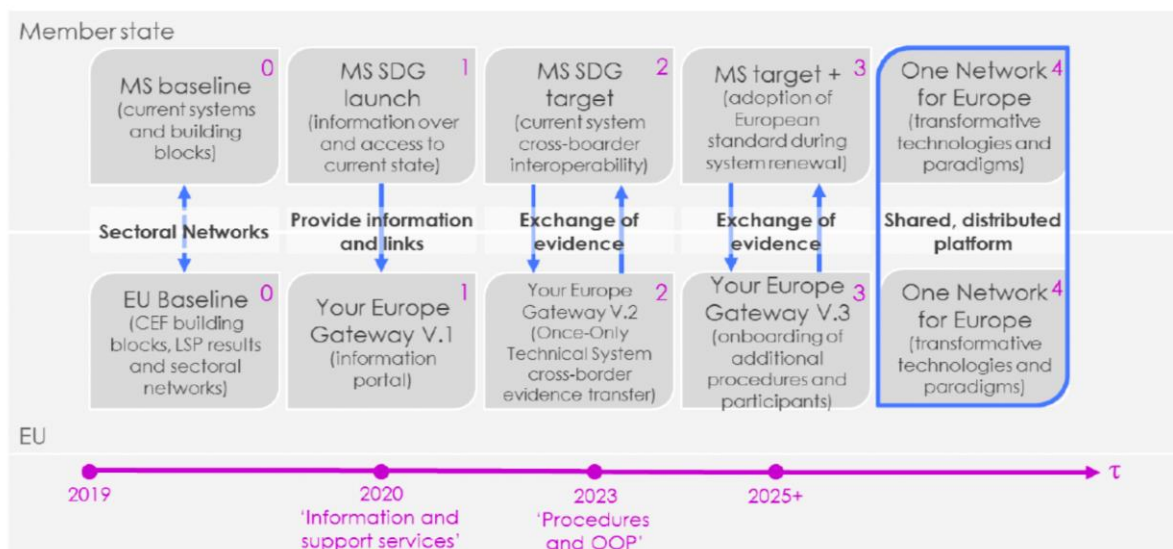 Member state
0
MS baseline
(current systems
and building
blocks)
1
MS SDG
launch
(information over
and access to
current state)
2
MS SDG
target
(current system
cross-boarder
interoperability)
3
MS target +
(adoption of
European
standard during
system renewal)
One Network 4
for Europe
(transformative
technologies and
paradigms)
Sectoral Networks
Provide information
and links
Exchange of
evidence
Exchange of
evidence
Shared, distributed
platform
0
EU Baseline
(CEF building
blocks, LSP results
and sectoral
networks)
1
Your Europe
Gateway V.1
(information
portal)
2
Your Europe
Gateway V.2
(Once-Only
Technical System
cross-border
evidence transfer)
3
Your Europe
Gateway V.3
(onboarding of
additional
procedures and
participants)
One Network 4
for Europe
(transformative
technologies and
paradigms)
EU
τ
2019
2020
'Information and
support services'
2023
'Procedures
and OOP'
2025+